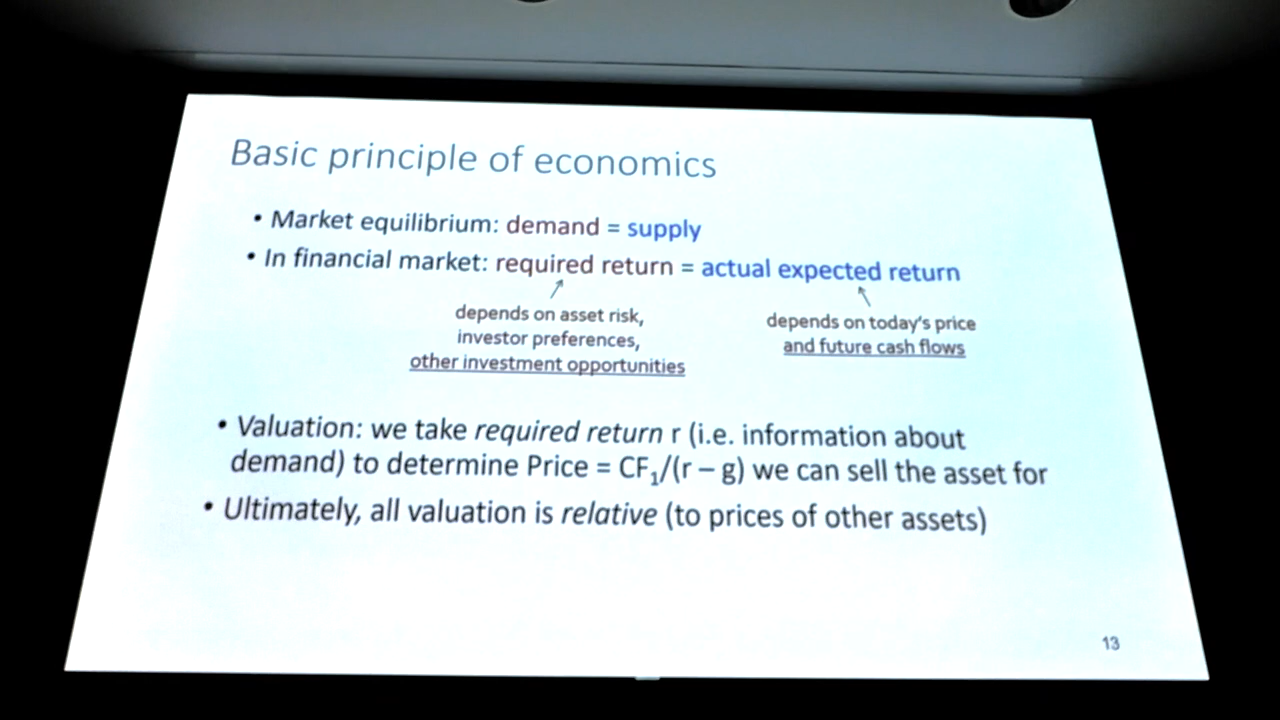 Basic principle of economics
• Market equilibrium: demand = supply
• In financial market: required return = actual expected return
depends on asset risk,
investor preferences,
other investment opportunities
depends on today's price
and future cash flows
• Valuation: we take required return r (i.e. information about
demand) to determine Price = CF₁/(r – g) we can sell the asset for
• Ultimately, all valuation is relative (to prices of other assets)
13